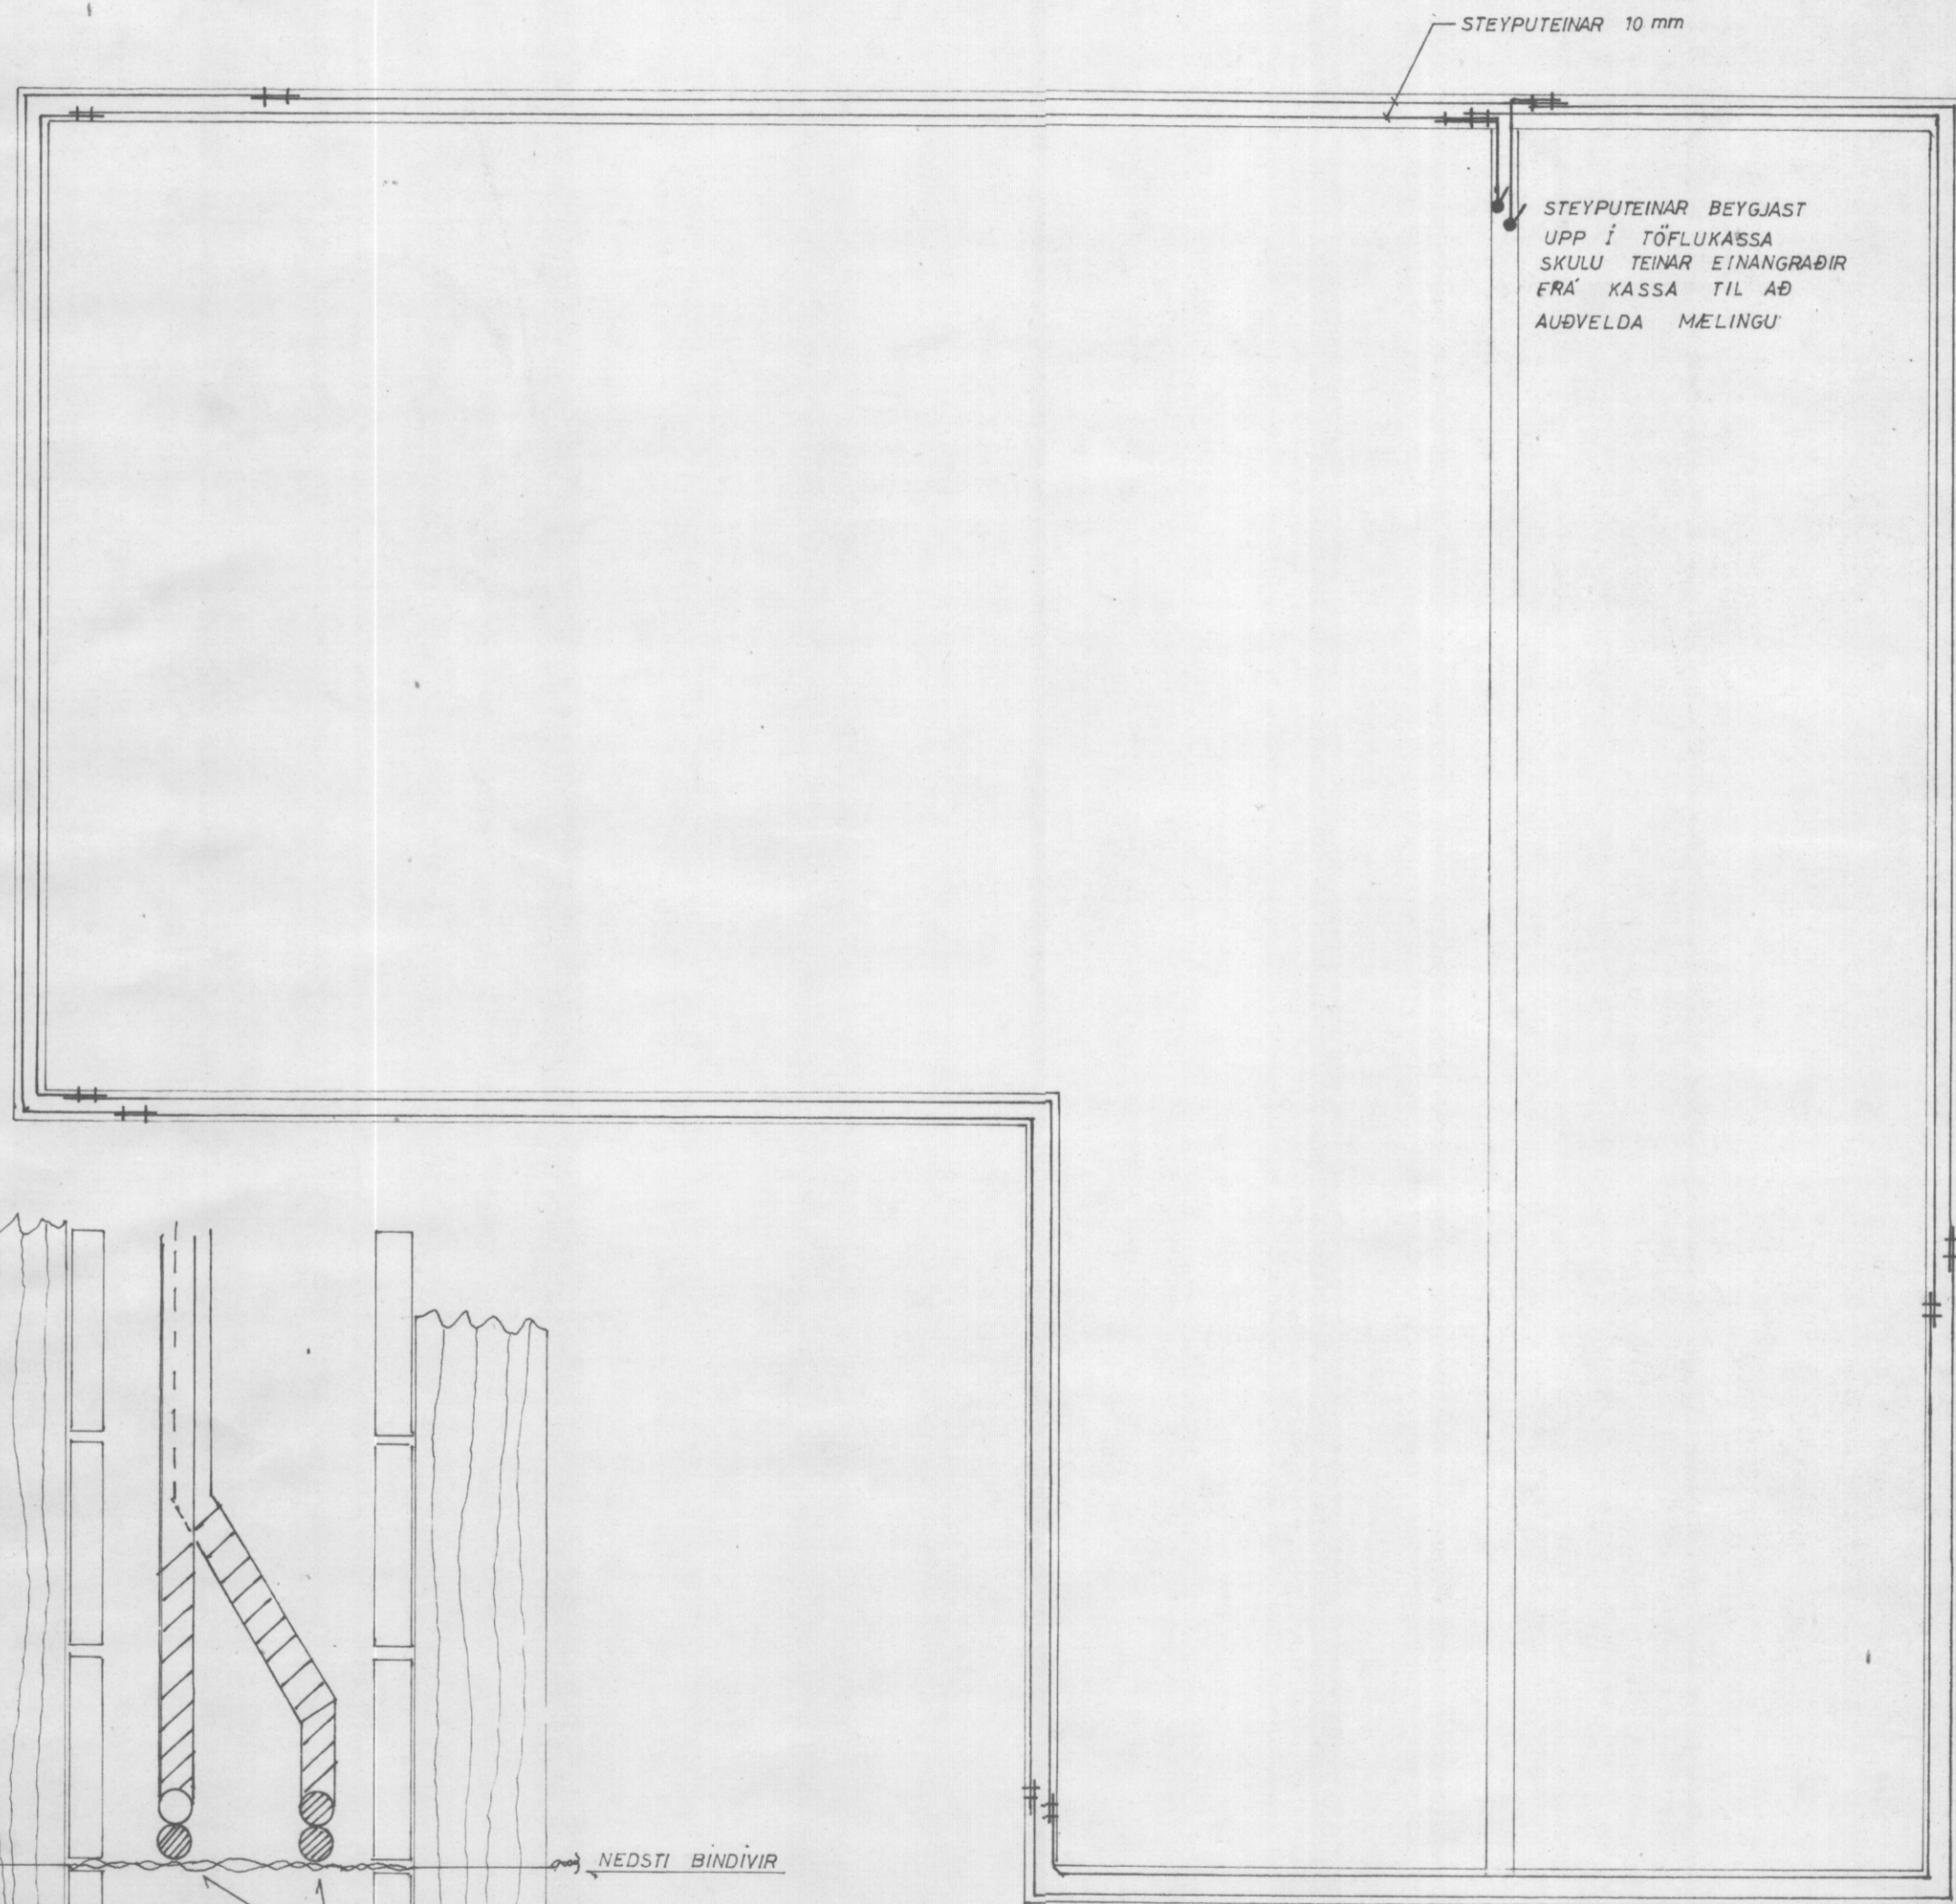 STEYPUTEINAR 10 mm
STEYPUTEINAR BEYGJAST
UPP Í TÖFLUKASSA
SKULU TEINAR EINANGRAÐIR
FRÁ KASSA TIL AÐ
AUÐVELDA MÆLINGU
NEDSTI BINDIVIR